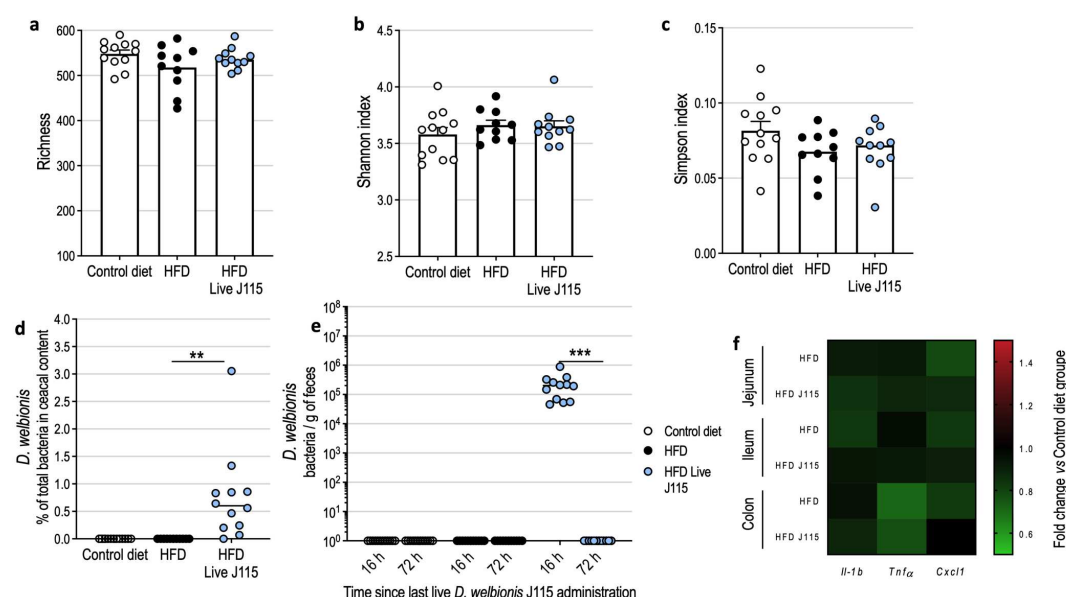 a
600
500
400
300
200
100
Richness
Control diet
HFD
HFD
Live J115
b
4.5
4.0
3.5
3.0
2.5
Shannon index
Control diet
HFD
HFD
Live J115
c
0.15
0.10
0.05
0.00
Simpson index
Control diet
HFD
HFD
Live J115
d
4.0
3.5
3.0
2.5
2.0
1.5
1.0
0.5
0.0
D. welbionis
% of total bacteria in ceacal content
**
Control diet
HFD
HFD
Live J115
e
10⁸
10⁷
10⁶
10⁵
10⁴
10³
10²
10¹
10⁰
D. welbionis
bacteria / g of feces
***
16 h
72 h
16 h
72 h
16 h
72 h
Time since last live D. welbionis J115 administration
Control diet
HFD
HFD Live
J115
f
Jejunum
HFD
HFD J115
Ileum
HFD
HFD J115
Colon
HFD
HFD J115
Il-1b
Tnfα
Cxcl1
1.4
1.2
1.0
0.8
0.6
Fold change vs Control diet groupe